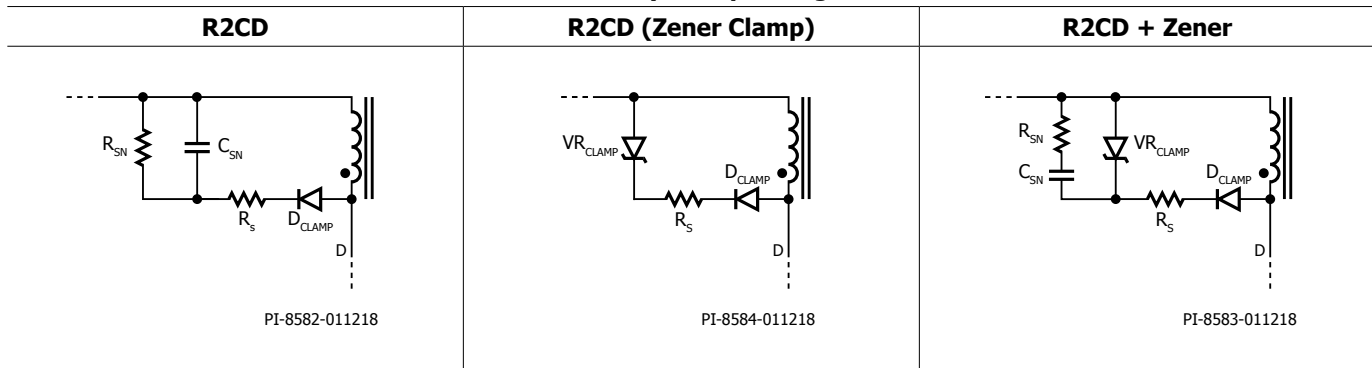 R2CD
R2CD (Zener Clamp)
R2CD + Zener
R_SN
C_SN
R_s
D_CLAMP
D
PI-8582-011218
VR_CLAMP
D_CLAMP
R_S
D
PI-8584-011218
R_SN
VR_CLAMP
C_SN
D_CLAMP
R_S
D
PI-8583-011218